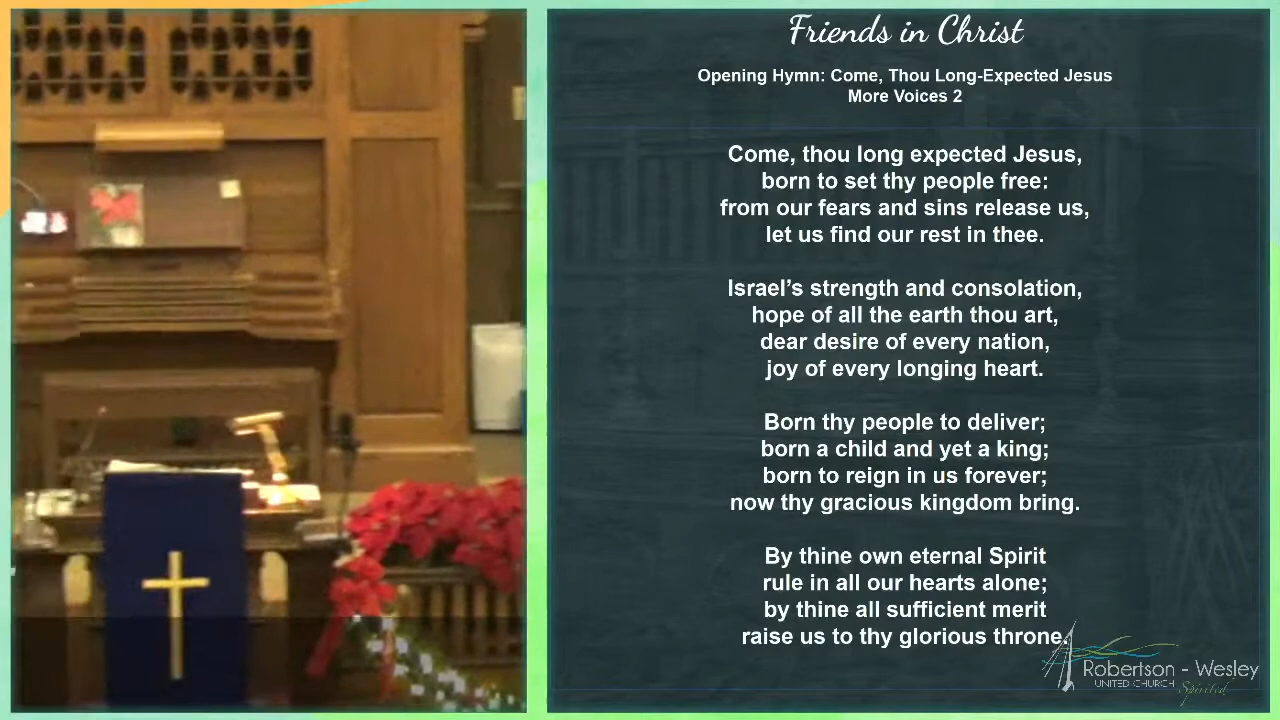 Friends in Christ
Opening Hymn: Come, Thou Long-Expected Jesus
More Voices 2
Come, thou long expected Jesus,
born to set thy people free:
from our fears and sins release us,
let us find our rest in thee.
Israel’s strength and consolation,
hope of all the earth thou art,
dear desire of every nation,
joy of every longing heart.
Born thy people to deliver;
born a child and yet a king;
born to reign in us forever;
now thy gracious kingdom bring.
By thine own eternal Spirit
rule in all our hearts alone;
by thine all sufficient merit
raise us to thy glorious throne.
Robertson - Wesley
UNITED CHURCH
Spirited